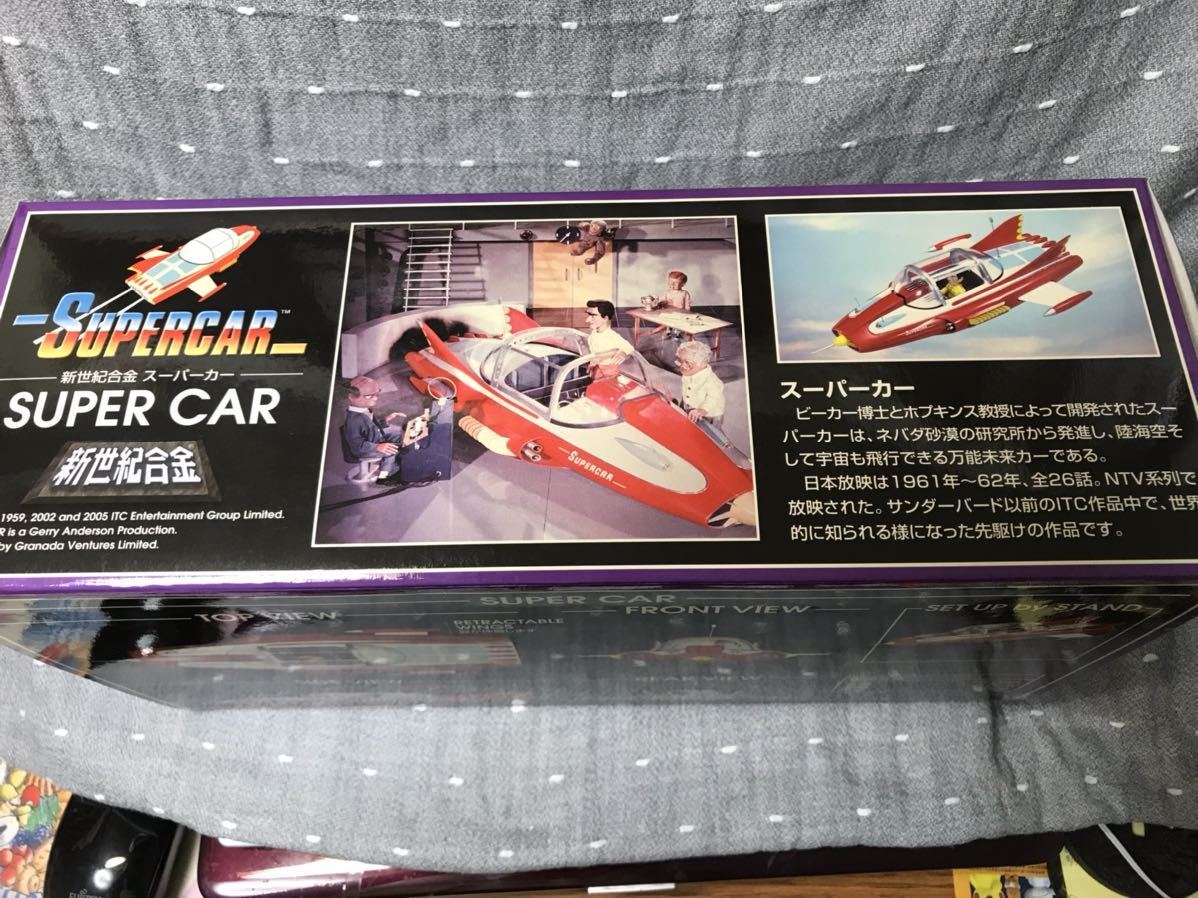 SUPERCAR™
新世紀合金 スーパーカー
SUPER CAR
新世紀合金
1959, 2002 and 2005 ITC Entertainment Group Limited.
R is a Gerry Anderson Production.
by Granada Ventures Limited.
SUPERCAR
SUPERCAR
スーパーカー
ビーカー博士とホプキンス教授によって開発されたスー
パーカーは、ネバダ砂漠の研究所から発進し、陸海空そ
して宇宙も飛行できる万能未来カーである。
日本放映は1961年〜62年、全26話。NTV系列で
放映された。サンダーバード以前のITC作品中で、世界
的に知られる様になった先駆けの作品です。
SUPER CAR
TOP VIEW
RETRACTABLE
WINGS
FRONT VIEW
SET UP BY STAND
REAR VIEW